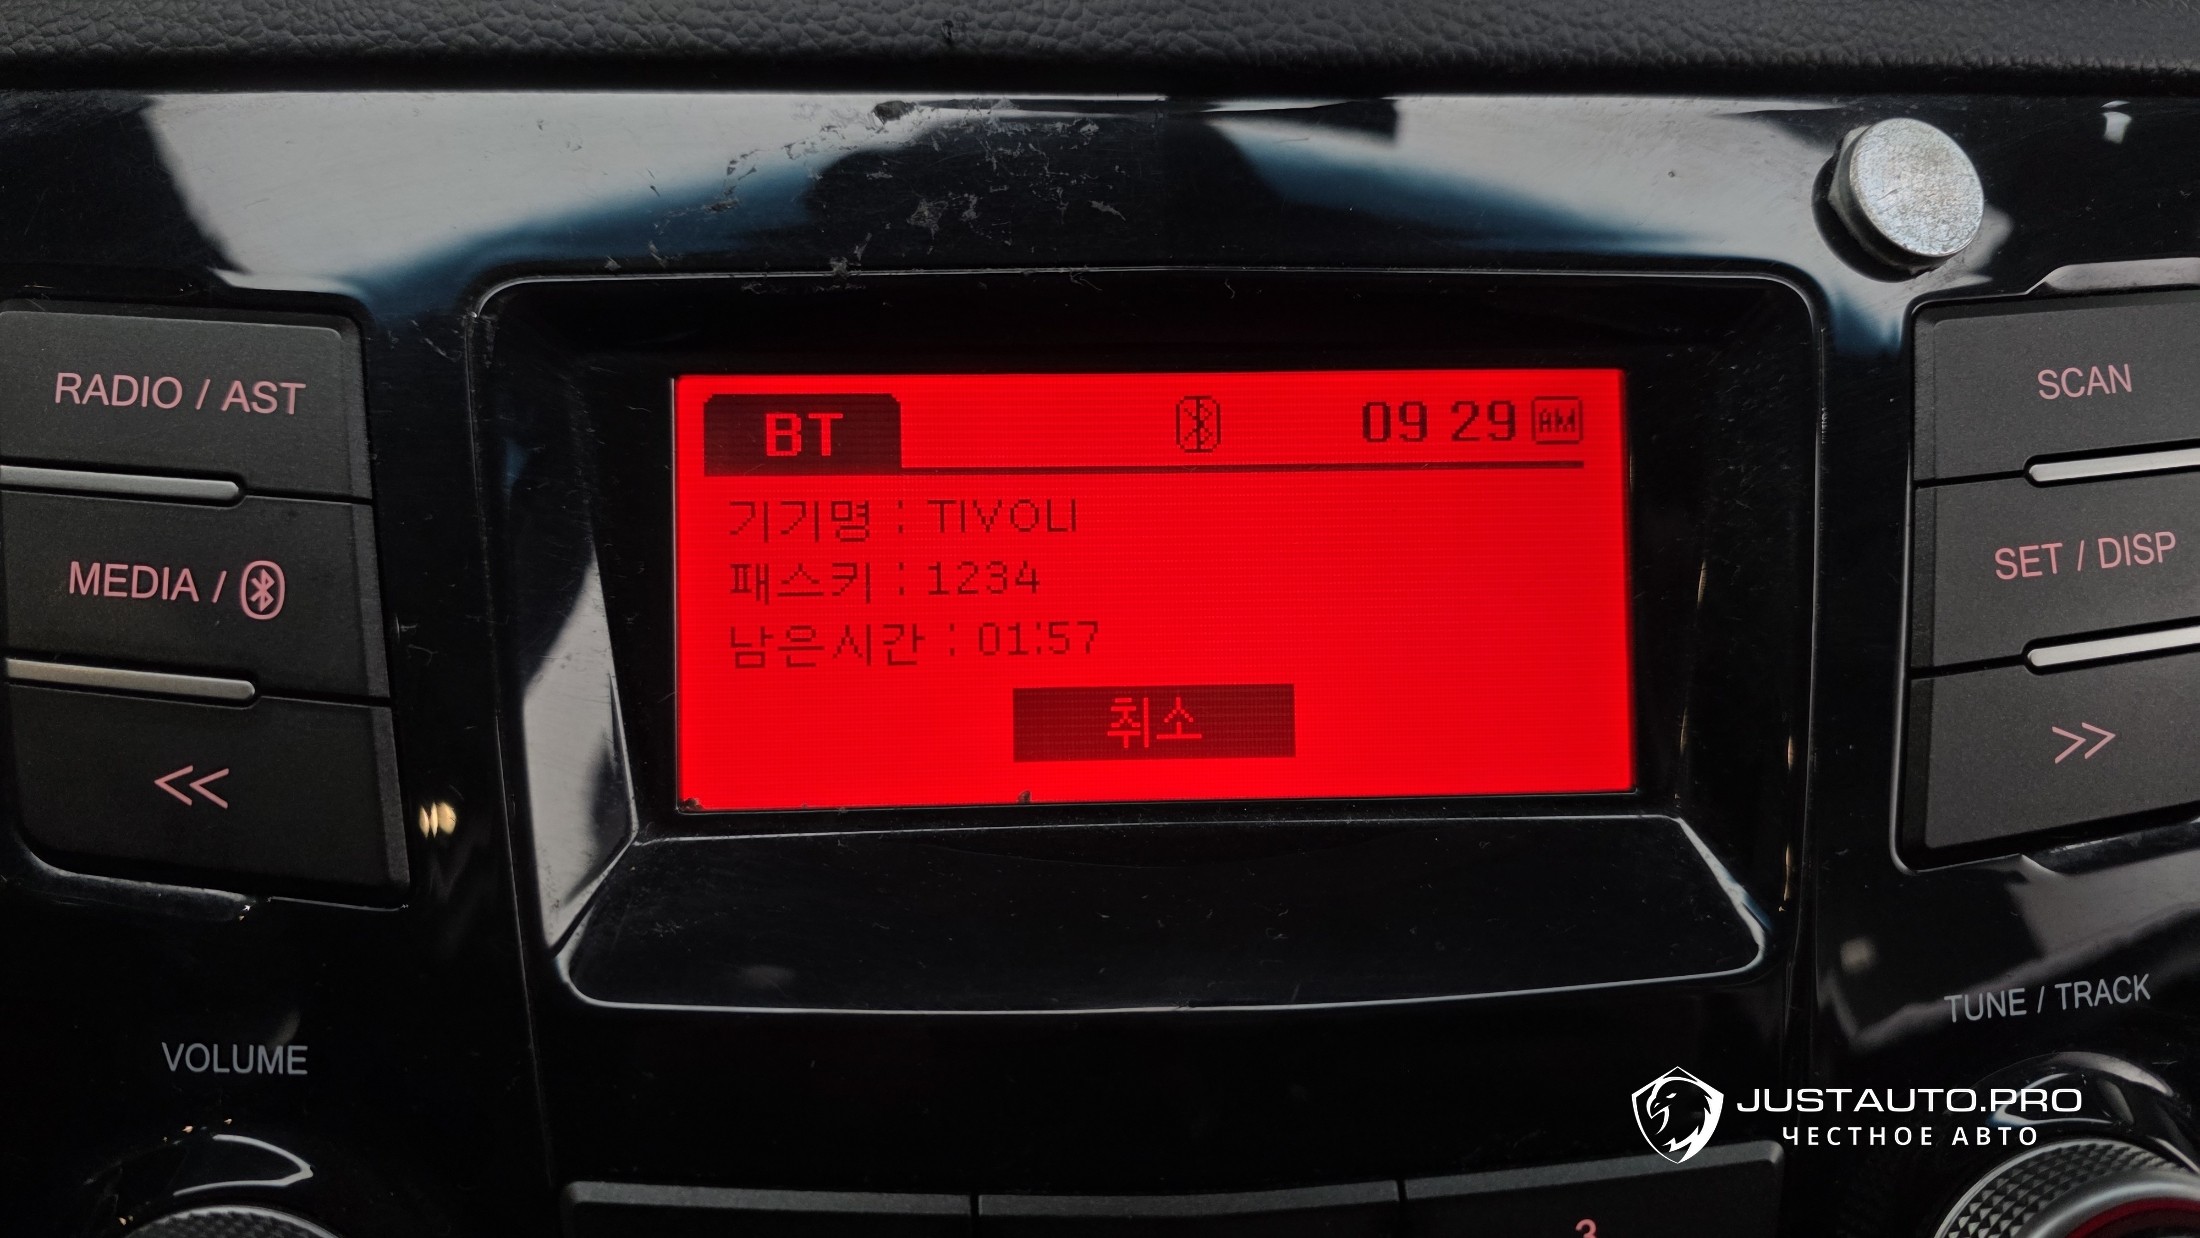 RADIO / AST
MEDIA /
<<
VOLUME
BT 09 29 AM
기기명 : TIVOLI
패스키 : 1234
남은시간 : 01:57
취소
SCAN
SET / DISP
>>
TUNE / TRACK
3
JUSTAUTO.PRO
ЧЕСТНОЕ АВТО